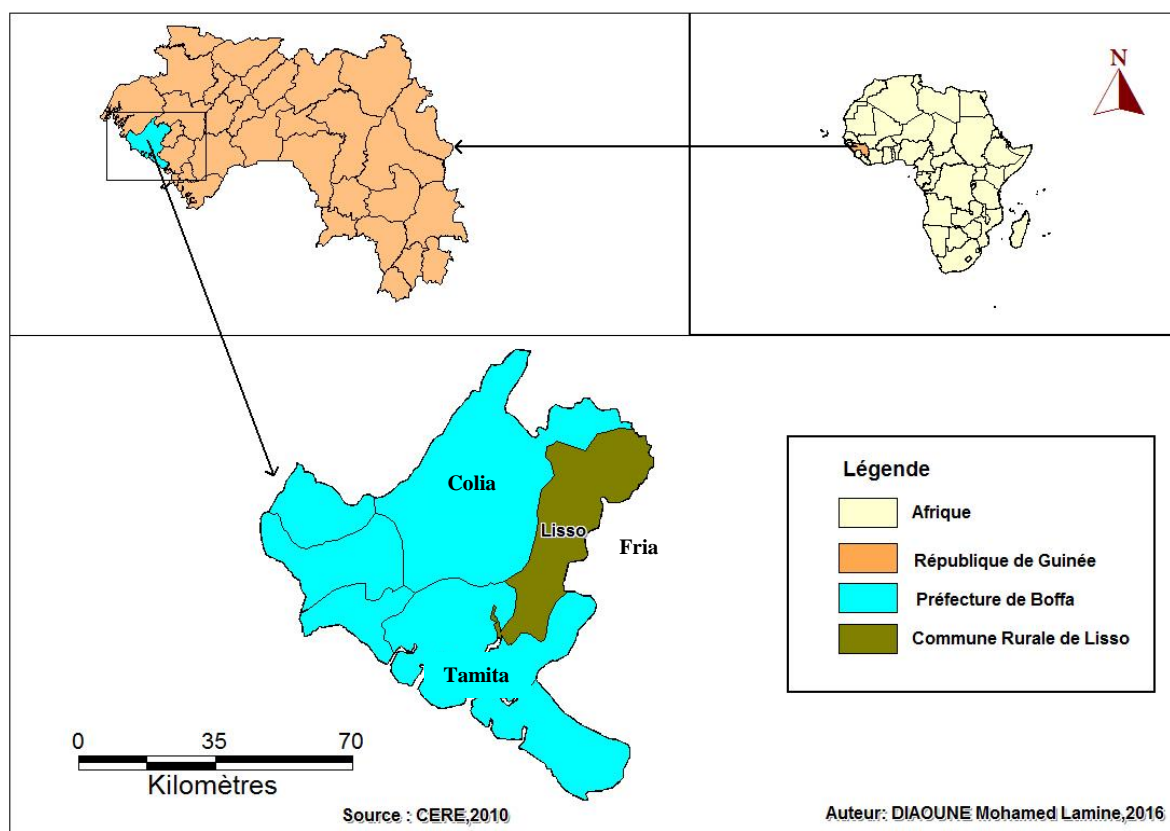 N
Colia
Lisso
Fria
Tamita
Légende
Afrique
République de Guinée
Préfecture de Boffa
Commune Rurale de Lisso
0 35 70
Kilomètres
Source : CERE,2010
Auteur: DIAOUNE Mohamed Lamine,2016